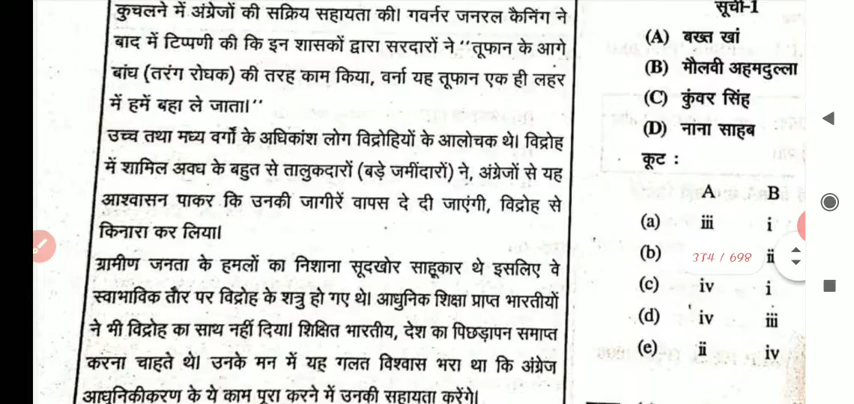 कुचलने में अंग्रेजों की सक्रिय सहायता की। गवर्नर जनरल कैनिंग ने
बाद में टिप्पणी की कि इन शासकों द्वारा सरदारों ने ‘‘तूफान के आगे
बांध (तरंग रोधक) की तरह काम किया, वर्ना यह तूफान एक ही लहर
में हमें बहा ले जाता।’’
उच्च तथा मध्य वर्गों के अधिकांश लोग विद्रोहियों के आलोचक थे। विद्रोह
में शामिल अवध के बहुत से तालुकदारों (बड़े जमींदारों) ने, अंग्रेजों से यह
आश्वासन पाकर कि उनकी जागीरें वापस दे दी जाएंगी, विद्रोह से
किनारा कर लिया।
ग्रामीण जनता के हमलों का निशाना सूदखोर साहूकार थे इसलिए वे
स्वाभाविक तौर पर विद्रोह के शत्रु हो गए थे। आधुनिक शिक्षा प्राप्त भारतीयों
ने भी विद्रोह का साथ नहीं दिया। शिक्षित भारतीय, देश का पिछड़ापन समाप्त
करना चाहते थे। उनके मन में यह गलत विश्वास भरा था कि अंग्रेज
आधुनिकीकरण के ये काम पूरा करने में उनकी सहायता करेंगे।
सूची-1
(A) बख्त खां
(B) मौलवी अहमदुल्ला
(C) कुंवर सिंह
(D) नाना साहब
कूट :
A B
(a) iii i
(b) ii
374 / 698
(c) iv i
(d) iv iii
(e) ii iv